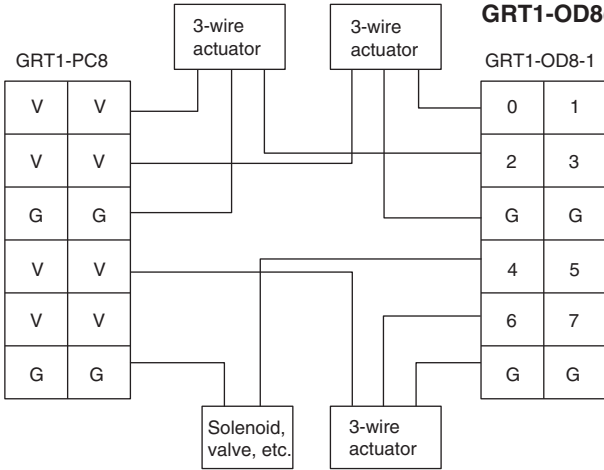 GRT1-OD8
3-wire
actuator
3-wire
actuator
GRT1-PC8
GRT1-OD8-1
V V
V V
G G
V V
V V
G G
0 1
2 3
G G
4 5
6 7
G G
Solenoid,
valve, etc.
3-wire
actuator